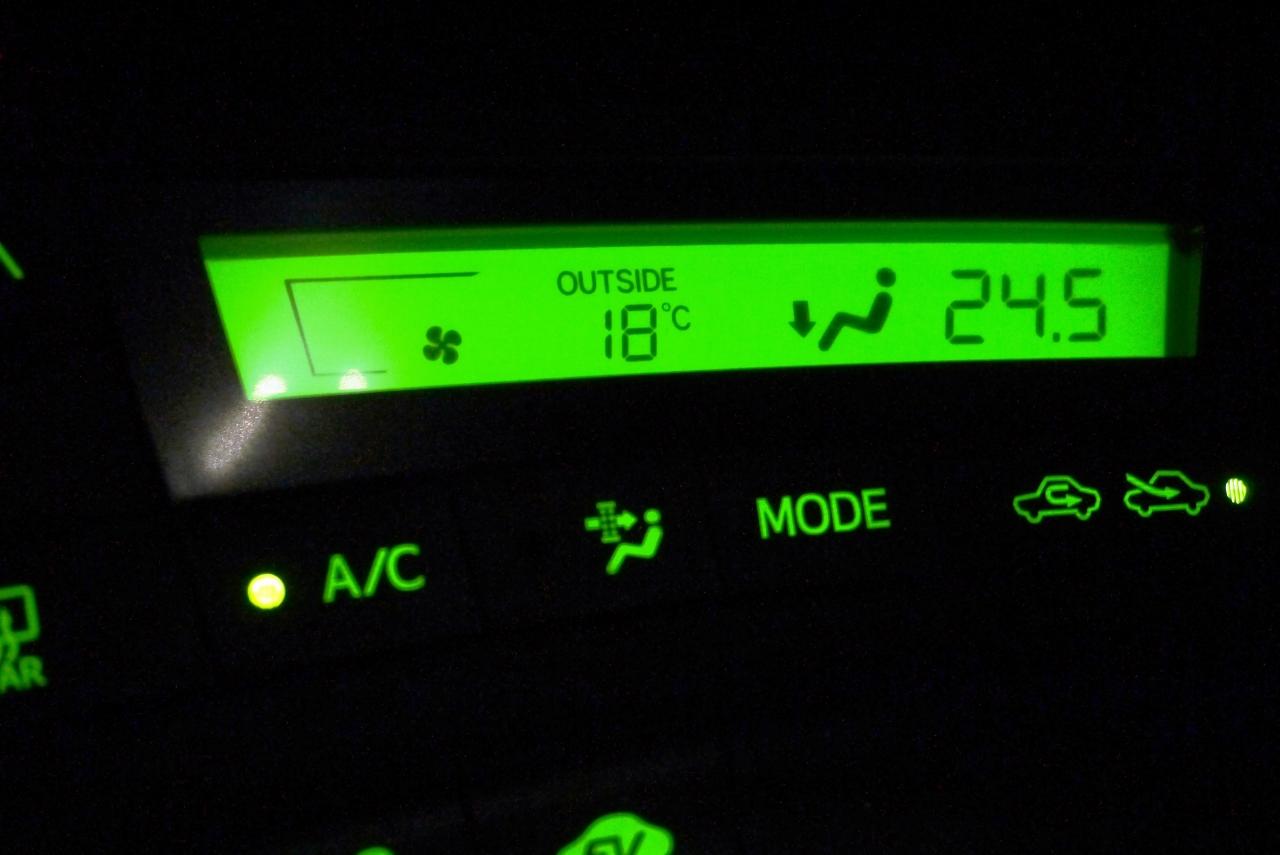 OUTSIDE
18°C
24.5
A/C
MODE